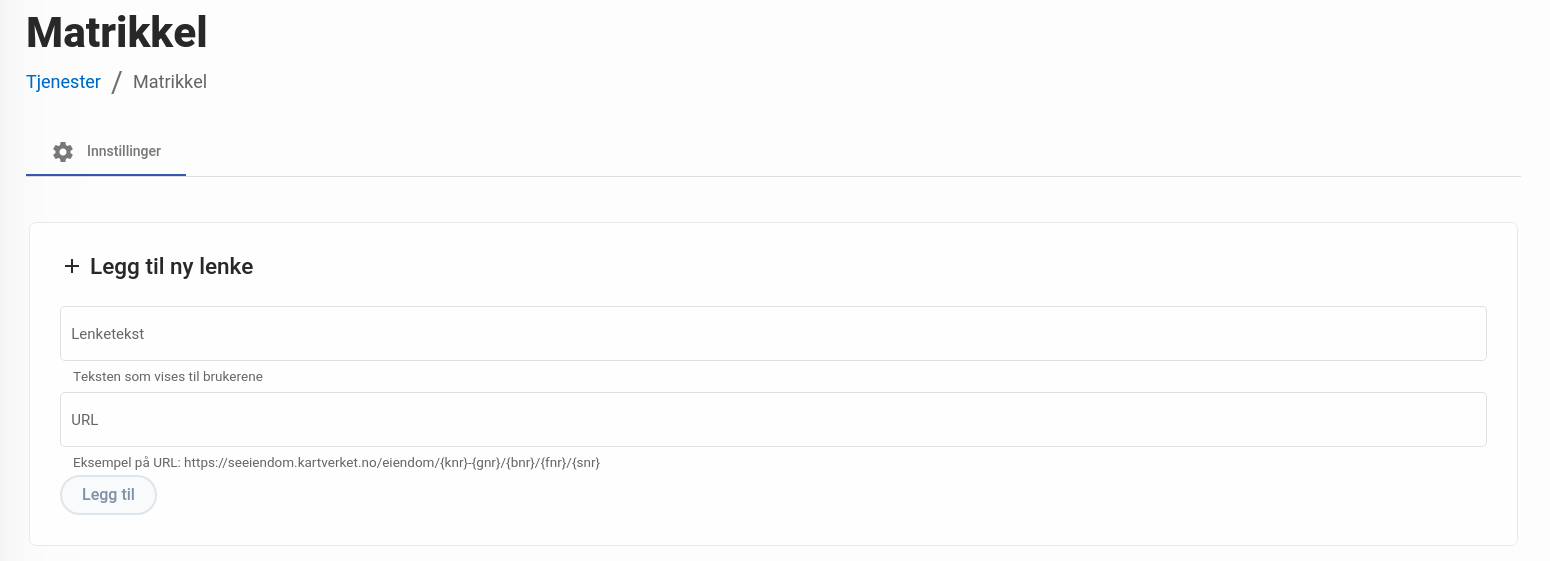 Matrikkel
Tjenester / Matrikkel
Innstillinger
+ Legg til ny lenke
Lenketekst
Teksten som vises til brukerene
URL
Eksempel på URL: https://seeiendom.kartverket.no/eiendom/{knr}-{gnr}/{bnr}/{fnr}/{snr}
Legg til